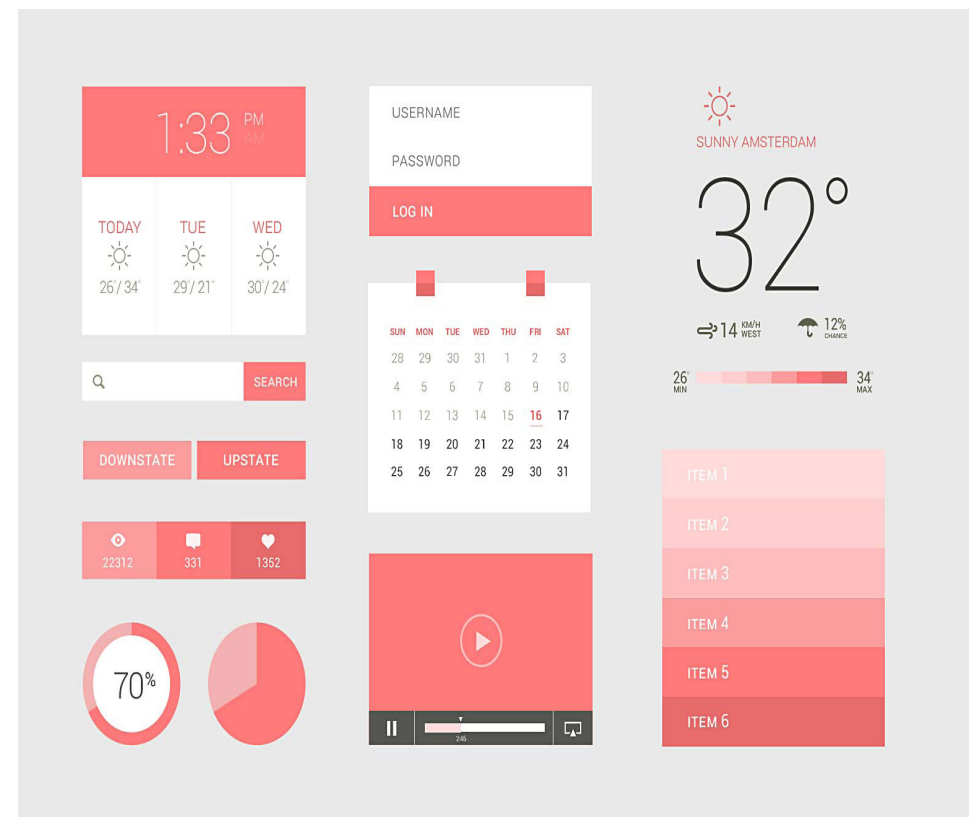 1:33 PM
AM
TODAY TUE WED
26°/ 34° 29°/ 21° 30°/ 24°
SEARCH
DOWNSTATE UPSTATE
22312 331 1352
70%
USERNAME
PASSWORD
LOG IN
SUN MON TUE WED THU FRI SAT
28 29 30 31 1 2 3
4 5 6 7 8 9 10
11 12 13 14 15 16 17
18 19 20 21 22 23 24
25 26 27 28 29 30 31
245
SUNNY AMSTERDAM
32°
14 KM/H WEST 12% CHANCE
26° MIN 34° MAX
ITEM 1
ITEM 2
ITEM 3
ITEM 4
ITEM 5
ITEM 6